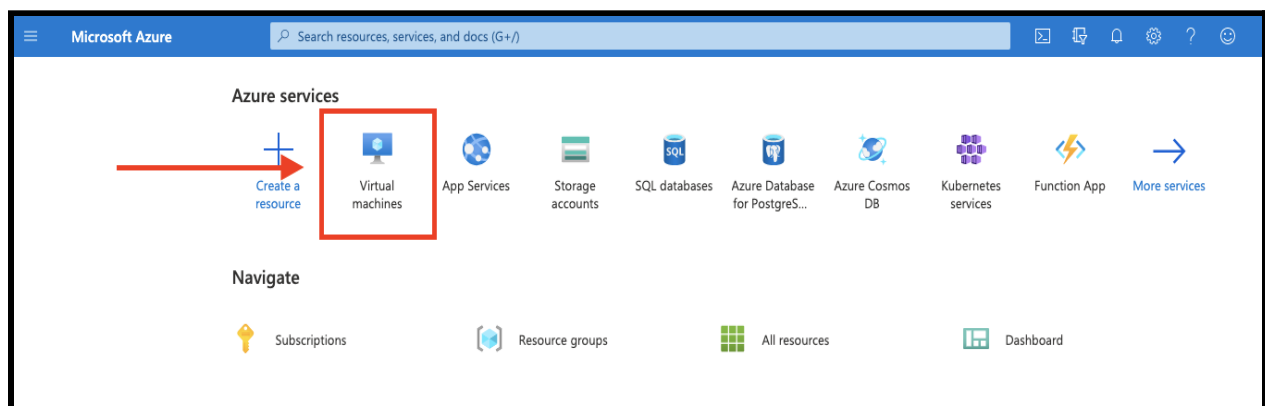 Microsoft Azure
Search resources, services, and docs (G+/)
Azure services
Create a
resource
Virtual
machines
App Services
Storage
accounts
SQL
SQL databases
Azure Database
for PostgreS...
Azure Cosmos
DB
Kubernetes
services
Function App
More services
Navigate
Subscriptions
Resource groups
All resources
Dashboard